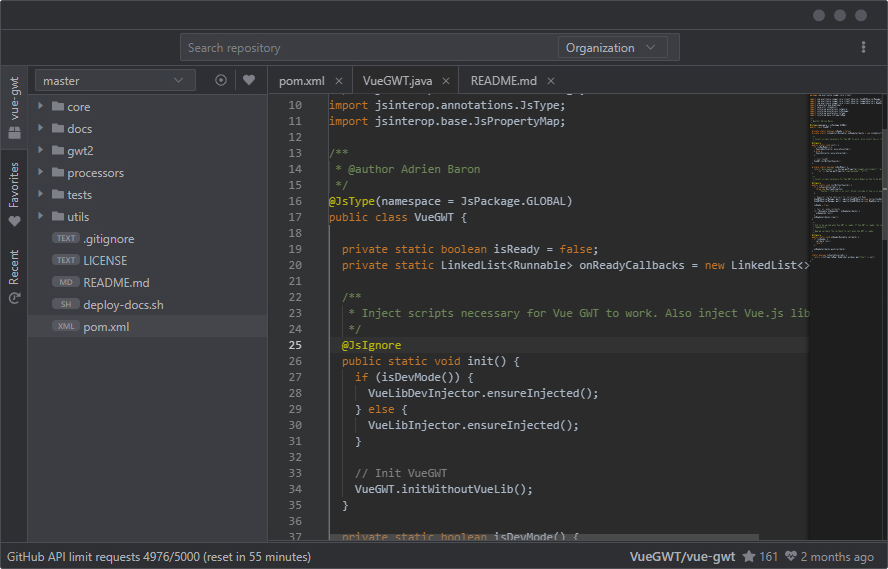 Search repository
Organization
vue-gwt
Favorites
Recent
master
core
docs
gwt2
processors
tests
utils
TEXT .gitignore
TEXT LICENSE
MD README.md
SH deploy-docs.sh
XML pom.xml
pom.xml × VueGWT.java × README.md ×
10 import jsinterop.annotations.JsType;
11 import jsinterop.base.JsPropertyMap;
12
13 /**
14 * @author Adrien Baron
15 */
16 @JsType(namespace = JsPackage.GLOBAL)
17 public class VueGWT {
18
19 private static boolean isReady = false;
20 private static LinkedList<Runnable> onReadyCallbacks = new LinkedList<>
21
22 /**
23 * Inject scripts necessary for Vue GWT to work. Also inject Vue.js lib
24 */
25 @JsIgnore
26 public static void init() {
27 if (isDevMode()) {
28 VueLibDevInjector.ensureInjected();
29 } else {
30 VueLibInjector.ensureInjected();
31 }
32
33 // Init VueGWT
34 VueGWT.initWithoutVueLib();
35 }
36
37 private static boolean isDevMode() {
GitHub API limit requests 4976/5000 (reset in 55 minutes)
VueGWT/vue-gwt 161 2 months ago